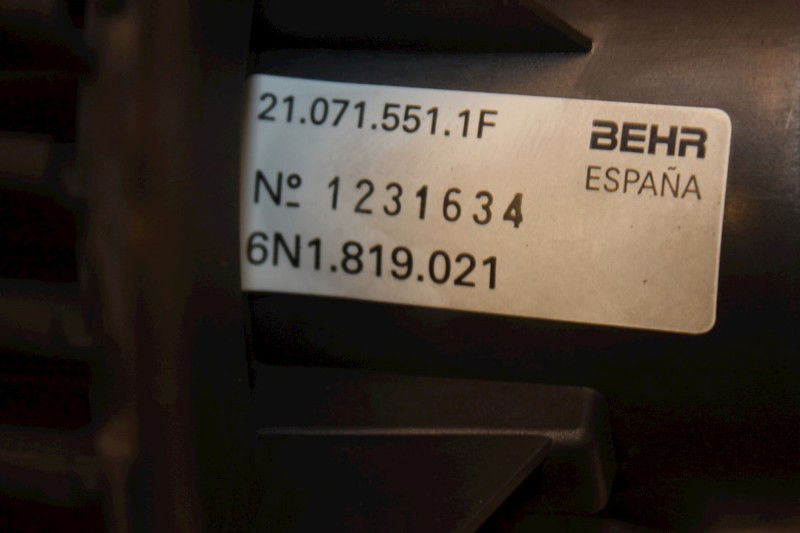 21.071.551.1F
BEHR
ESPAÑA
Nº 1231634
6N1.819.021